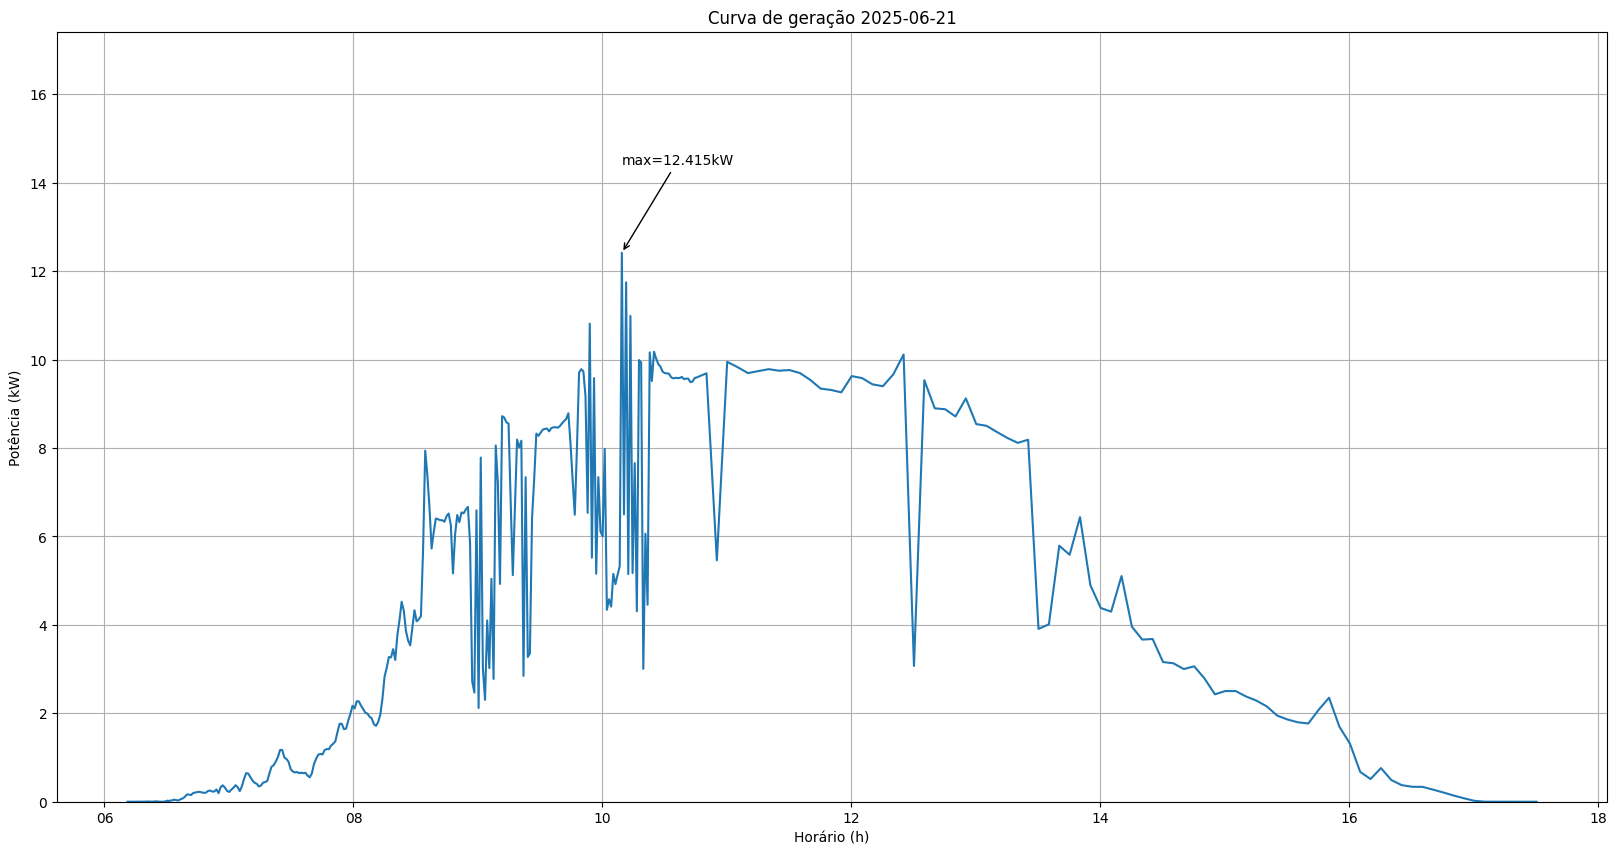 Curva de geração 2025-06-21
16
14
12
10
8
6
4
2
0
Potência (kW)
max=12.415kW
06 08 10 12 14 16 18
Horário (h)